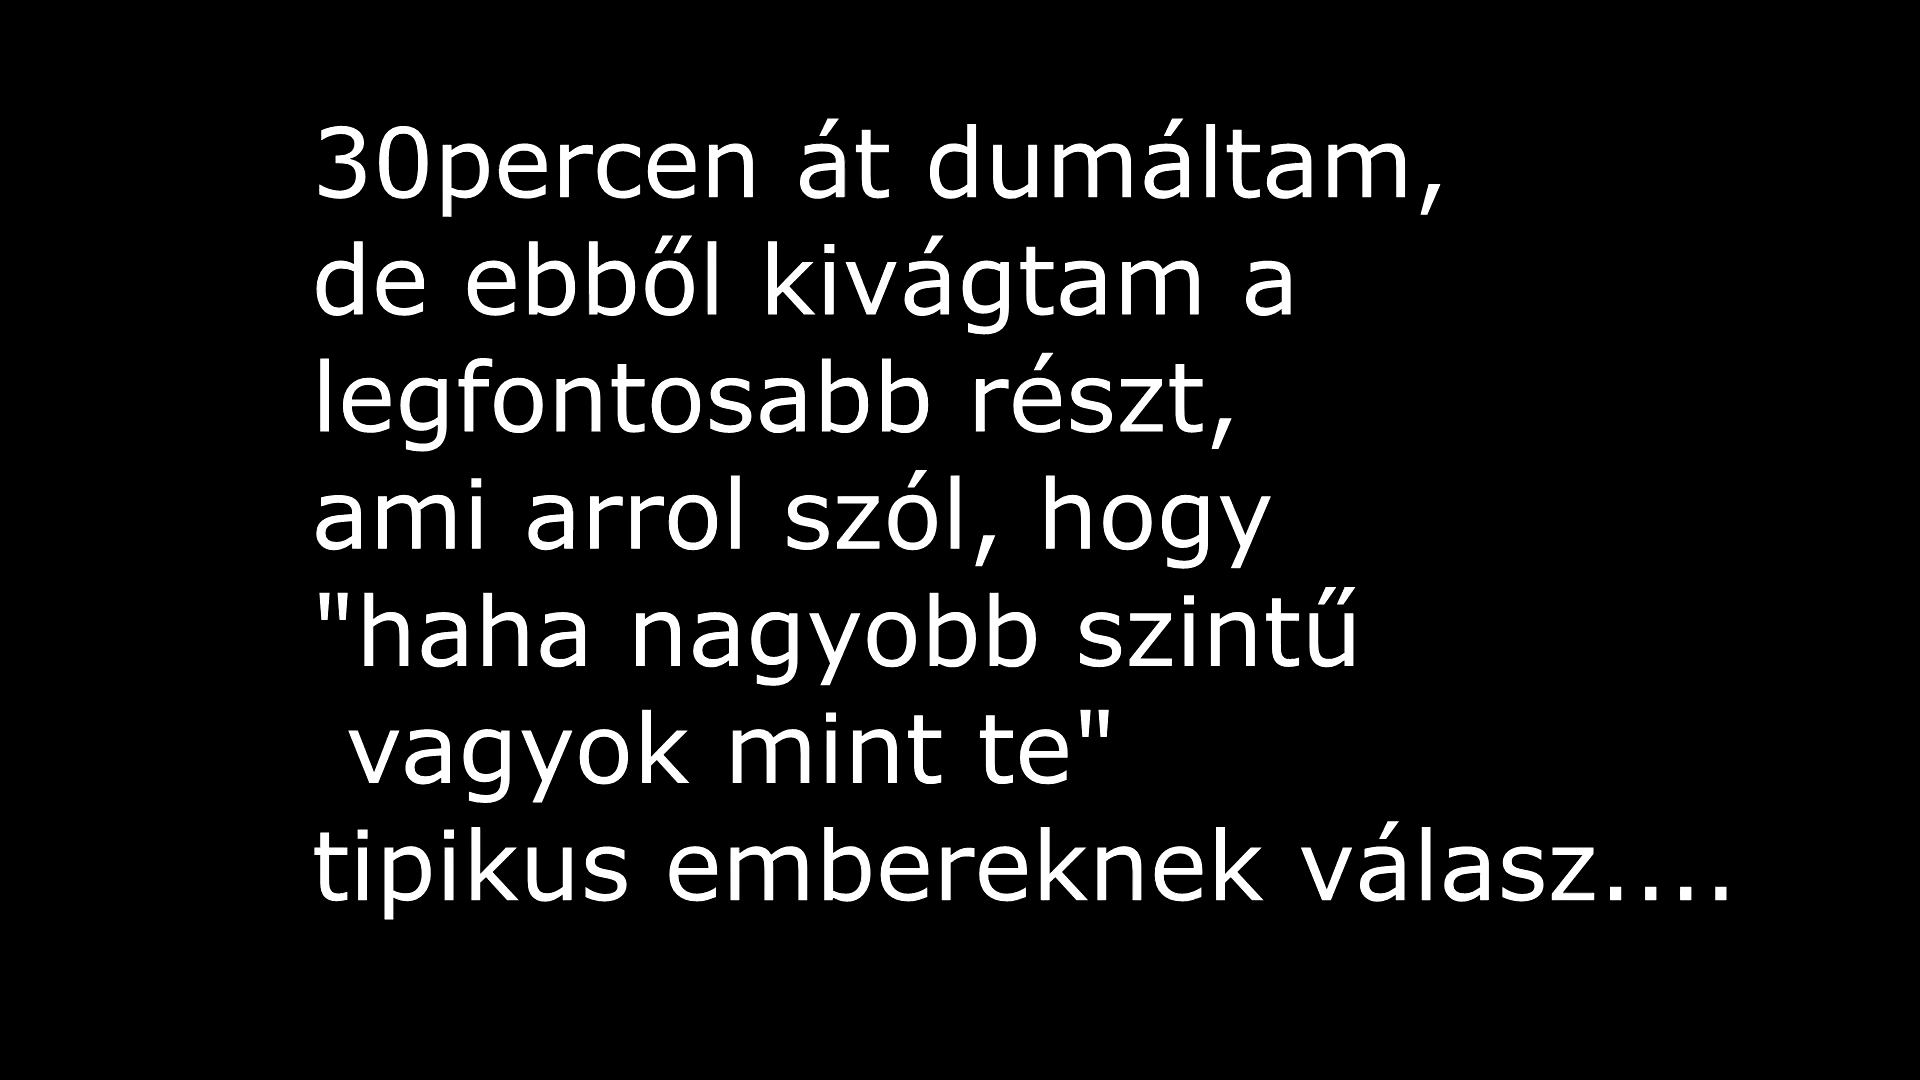 30percen át dumáltam,
de ebből kivágtam a
legfontosabb részt,
ami arrol szól, hogy
"haha nagyobb szintű
vagyok mint te"
tipikus embereknek válasz....